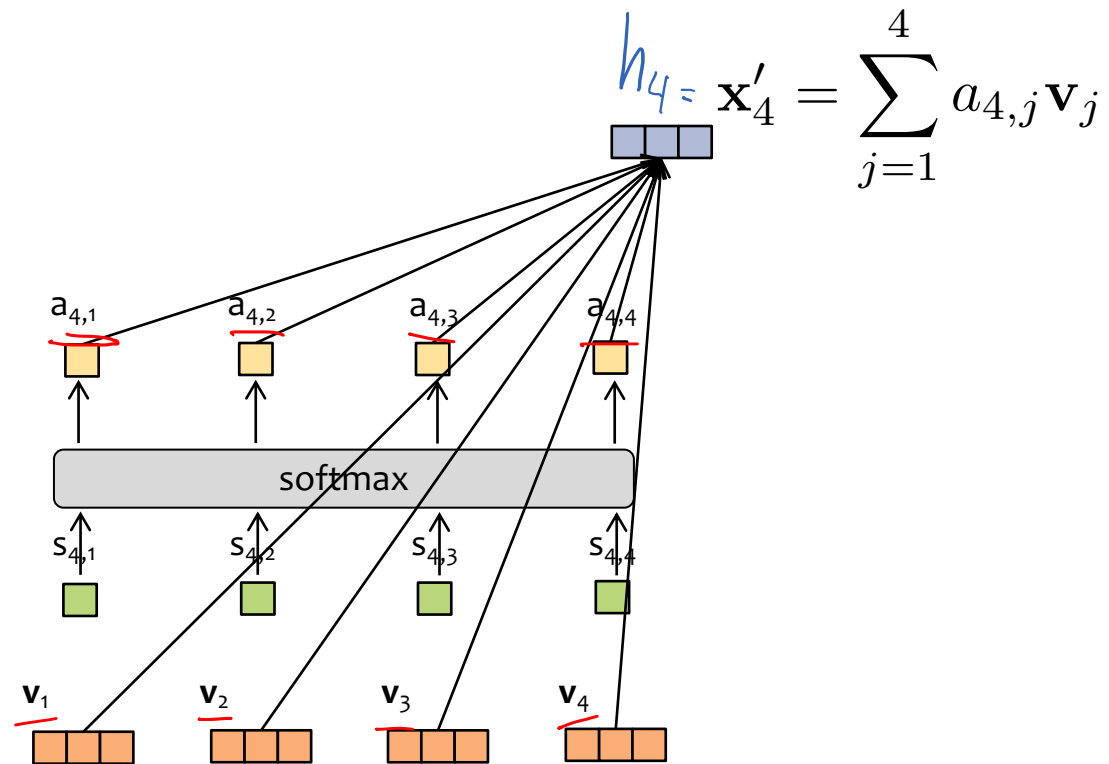 h₄ = x′₄ = ∑_{j=1}^{4} a_{4,j} v_j
a₄,₁ a₄,₂ a₄,₃ a₄,₄
softmax
s₄,₁ s₄,₂ s₄,₃ s₄,₄
v₁ v₂ v₃ v₄